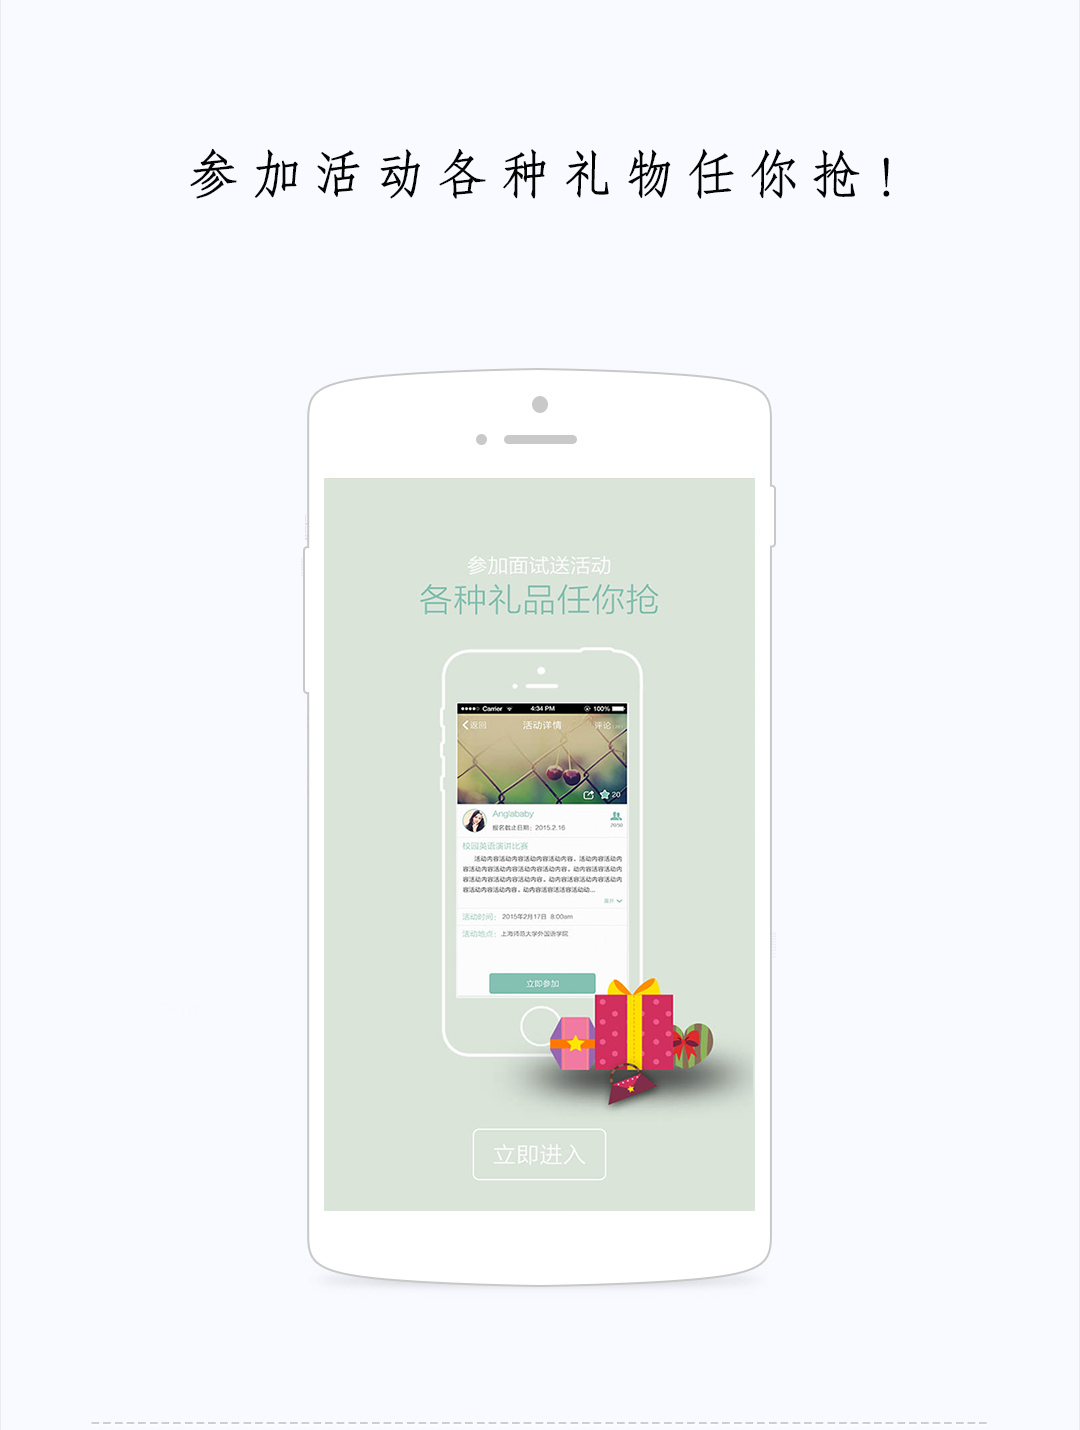 参加活动各种礼物任你抢!
参加面试送活动
各种礼品任你抢
Carrier 4:34 PM 100%
返回 活动详情 评论
20
Anglababy
报名截止日期：2015.2.16 20/50
校园英语演讲比赛
活动内容活动内容活动内容活动内容，活动内容活动内
容活动内容活动内容活动内容活动内容，动内容活容活动内
容活动内容活动内容活动内容，动内容活容活动内容活动内
容活动内容活动内容，动内容活容活活容活动动...
展开
活动时间： 2015年2月17日 8:00am
活动地点： 上海师范大学外国语学院
立即参加
立即进入